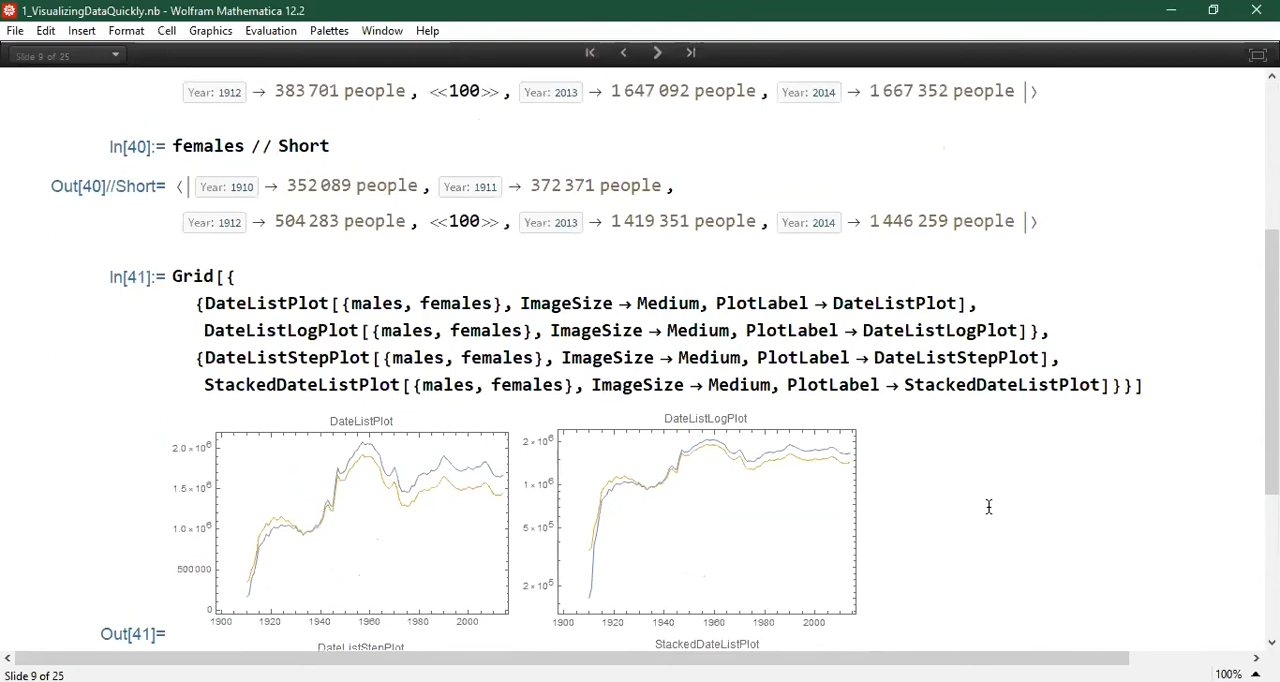 1_VisualizingDataQuickly.nb - Wolfram Mathematica 12.2
File Edit Insert Format Cell Graphics Evaluation Palettes Window Help
Slide 9 of 25
Year: 1912 → 383 701 people , <<100>> , Year: 2013 → 1 647 092 people , Year: 2014 → 1 667 352 people |>
In[40]:= females // Short
Out[40]//Short= <| Year: 1910 → 352 089 people , Year: 1911 → 372 371 people ,
Year: 1912 → 504 283 people , <<100>> , Year: 2013 → 1 419 351 people , Year: 2014 → 1 446 259 people |>
In[41]:= Grid[{
{DateListPlot[{males, females}, ImageSize → Medium, PlotLabel → DateListPlot],
DateListLogPlot[{males, females}, ImageSize → Medium, PlotLabel → DateListLogPlot]},
{DateListStepPlot[{males, females}, ImageSize → Medium, PlotLabel → DateListStepPlot],
StackedDateListPlot[{males, females}, ImageSize → Medium, PlotLabel → StackedDateListPlot]}}]
DateListPlot
2.0 × 10⁶
1.5 × 10⁶
1.0 × 10⁶
500 000
0
1900 1920 1940 1960 1980 2000
DateListLogPlot
2 × 10⁶
1 × 10⁶
5 × 10⁵
2 × 10⁵
1900 1920 1940 1960 1980 2000
Out[41]=
DateListStepPlot
StackedDateListPlot
Slide 9 of 25
100%